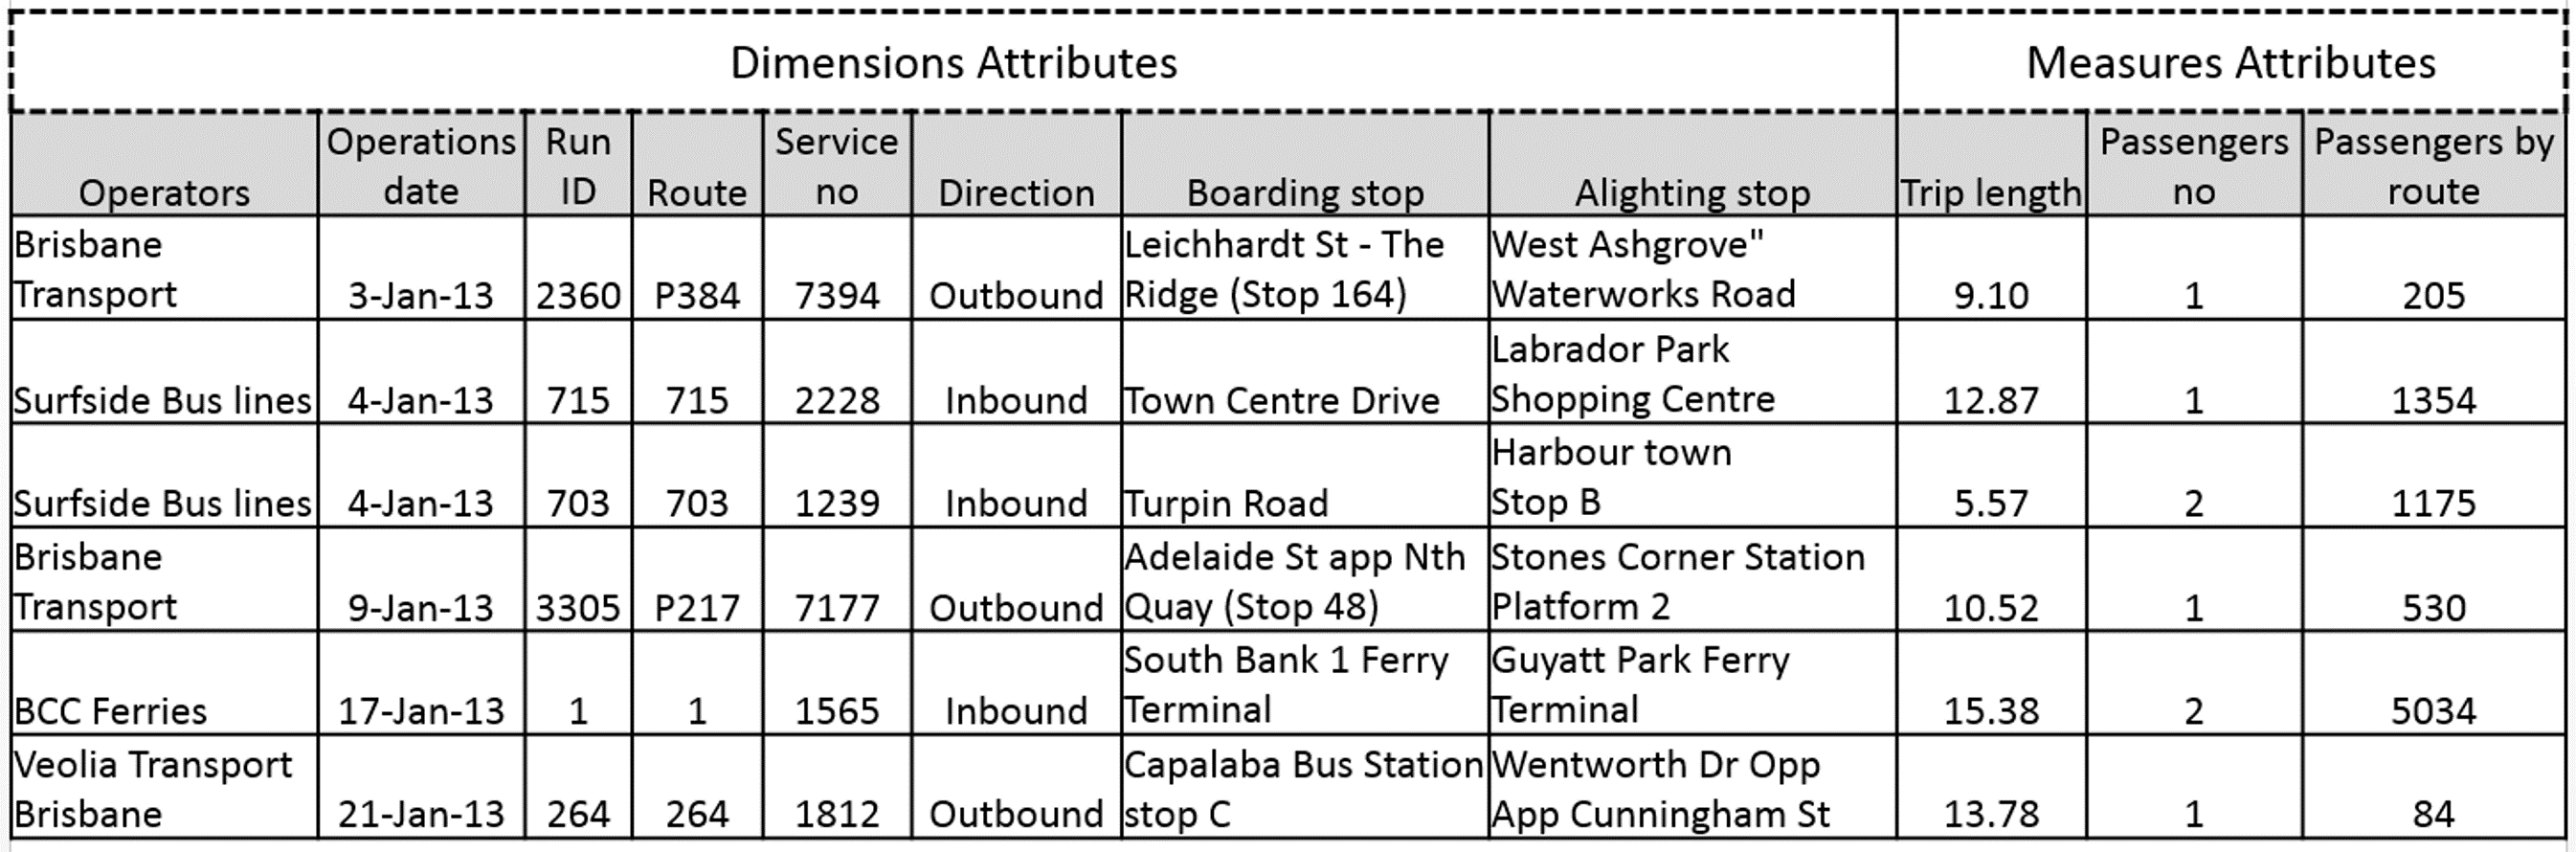 Dimensions Attributes Measures Attributes
Operators Operations date Run ID Route Service no Direction Boarding stop Alighting stop Trip length Passengers no Passengers by route
Brisbane Transport 3-Jan-13 2360 P384 7394 Outbound Leichhardt St - The Ridge (Stop 164) West Ashgrove" Waterworks Road 9.10 1 205
Surfside Bus lines 4-Jan-13 715 715 2228 Inbound Town Centre Drive Labrador Park Shopping Centre 12.87 1 1354
Surfside Bus lines 4-Jan-13 703 703 1239 Inbound Turpin Road Harbour town Stop B 5.57 2 1175
Brisbane Transport 9-Jan-13 3305 P217 7177 Outbound Adelaide St app Nth Quay (Stop 48) Stones Corner Station Platform 2 10.52 1 530
BCC Ferries 17-Jan-13 1 1 1565 Inbound South Bank 1 Ferry Terminal Guyatt Park Ferry Terminal 15.38 2 5034
Veolia Transport Brisbane 21-Jan-13 264 264 1812 Outbound Capalaba Bus Station stop C Wentworth Dr Opp App Cunningham St 13.78 1 84